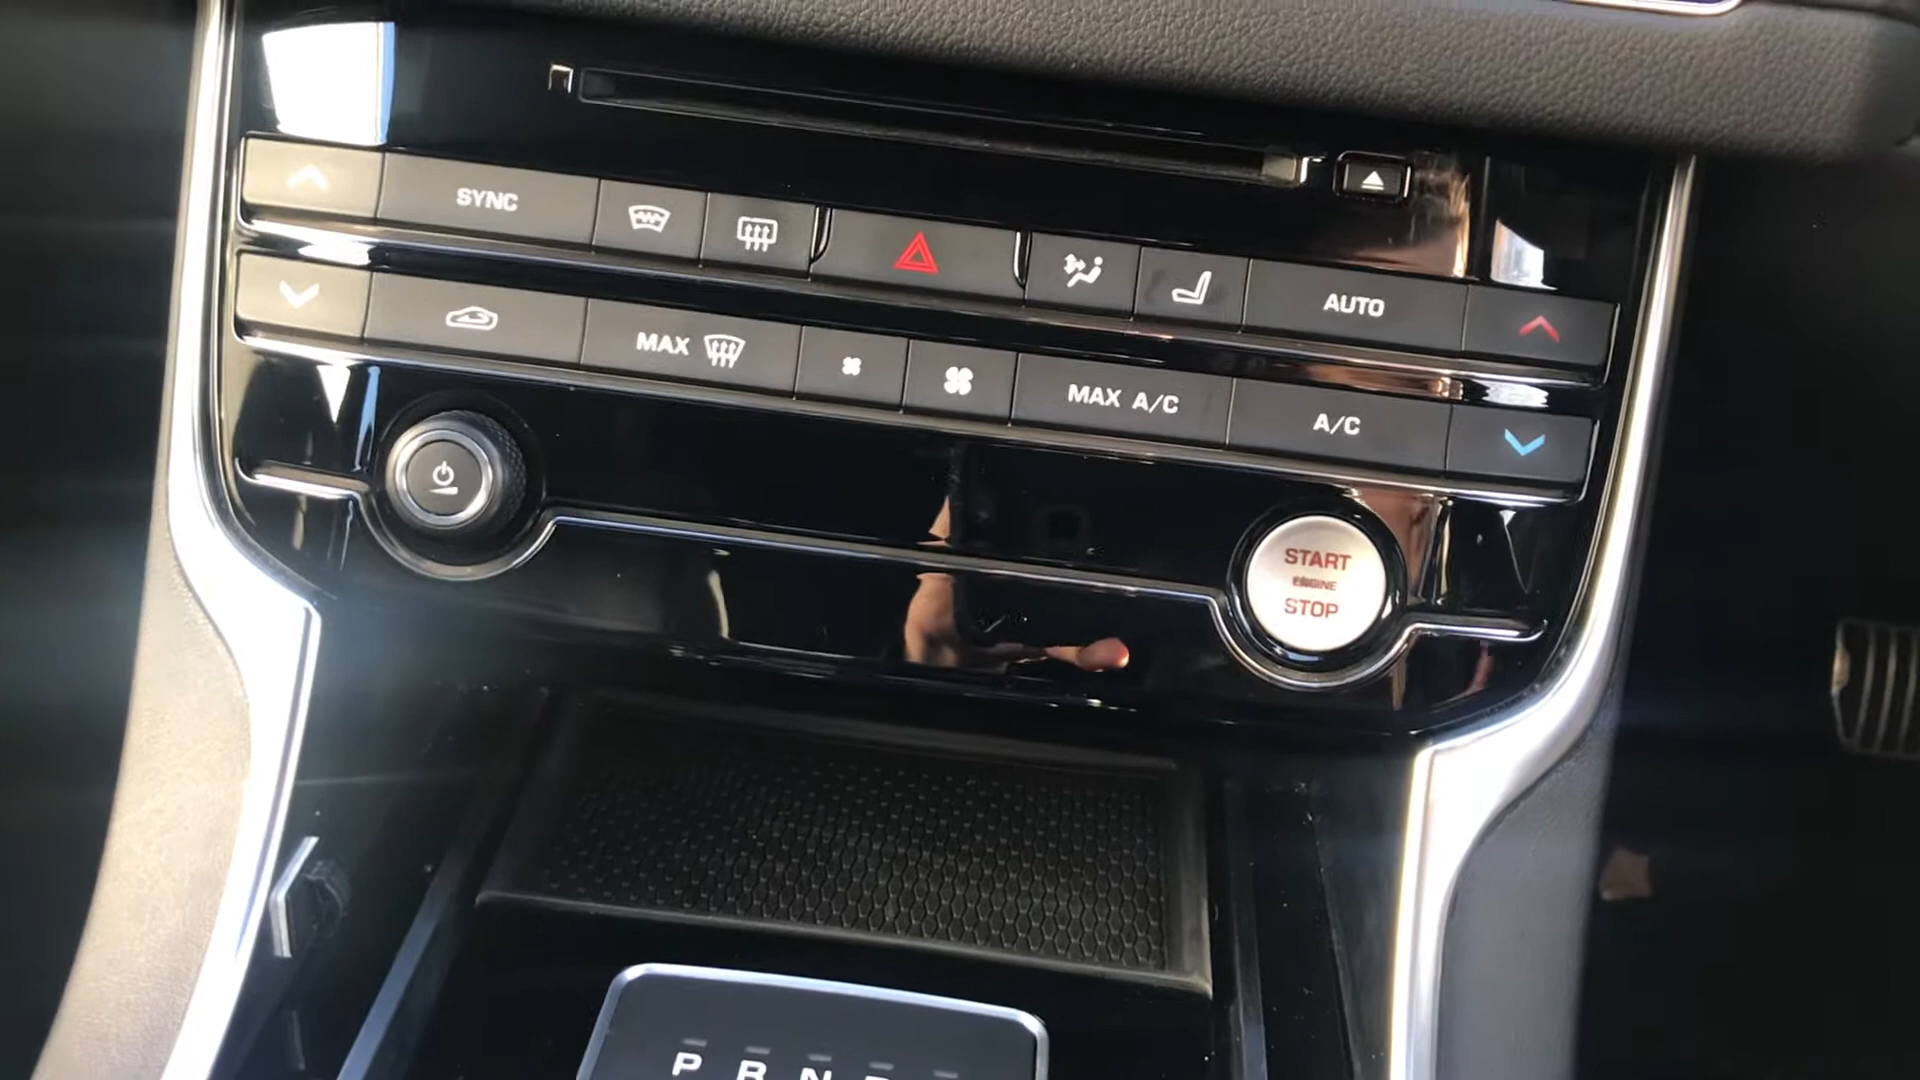 SYNC
AUTO
MAX
MAX A/C
A/C
START
ENGINE
STOP
P R N D